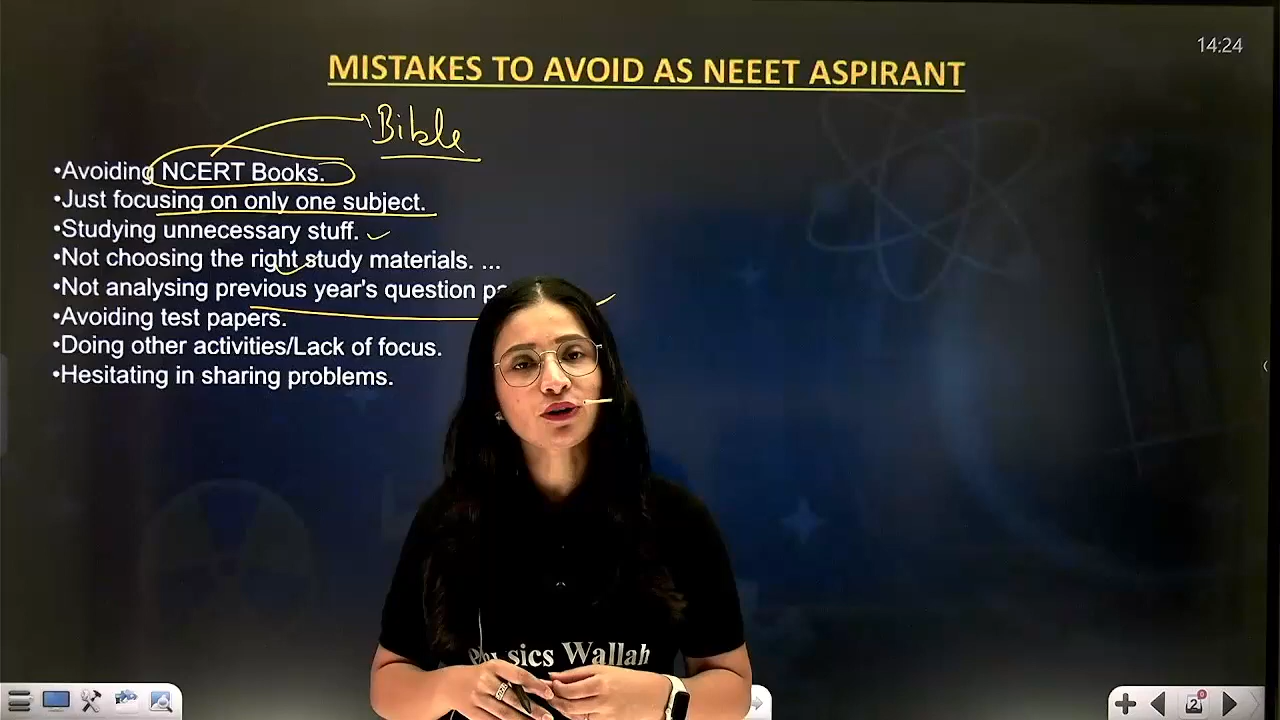 14:24
MISTAKES TO AVOID AS NEEET ASPIRANT
Bible
•Avoiding NCERT Books.
•Just focusing on only one subject.
•Studying unnecessary stuff.
•Not choosing the right study materials. ...
•Not analysing previous year's question
•Avoiding test papers.
•Doing other activities/Lack of focus.
•Hesitating in sharing problems.
Physics Wallah
2